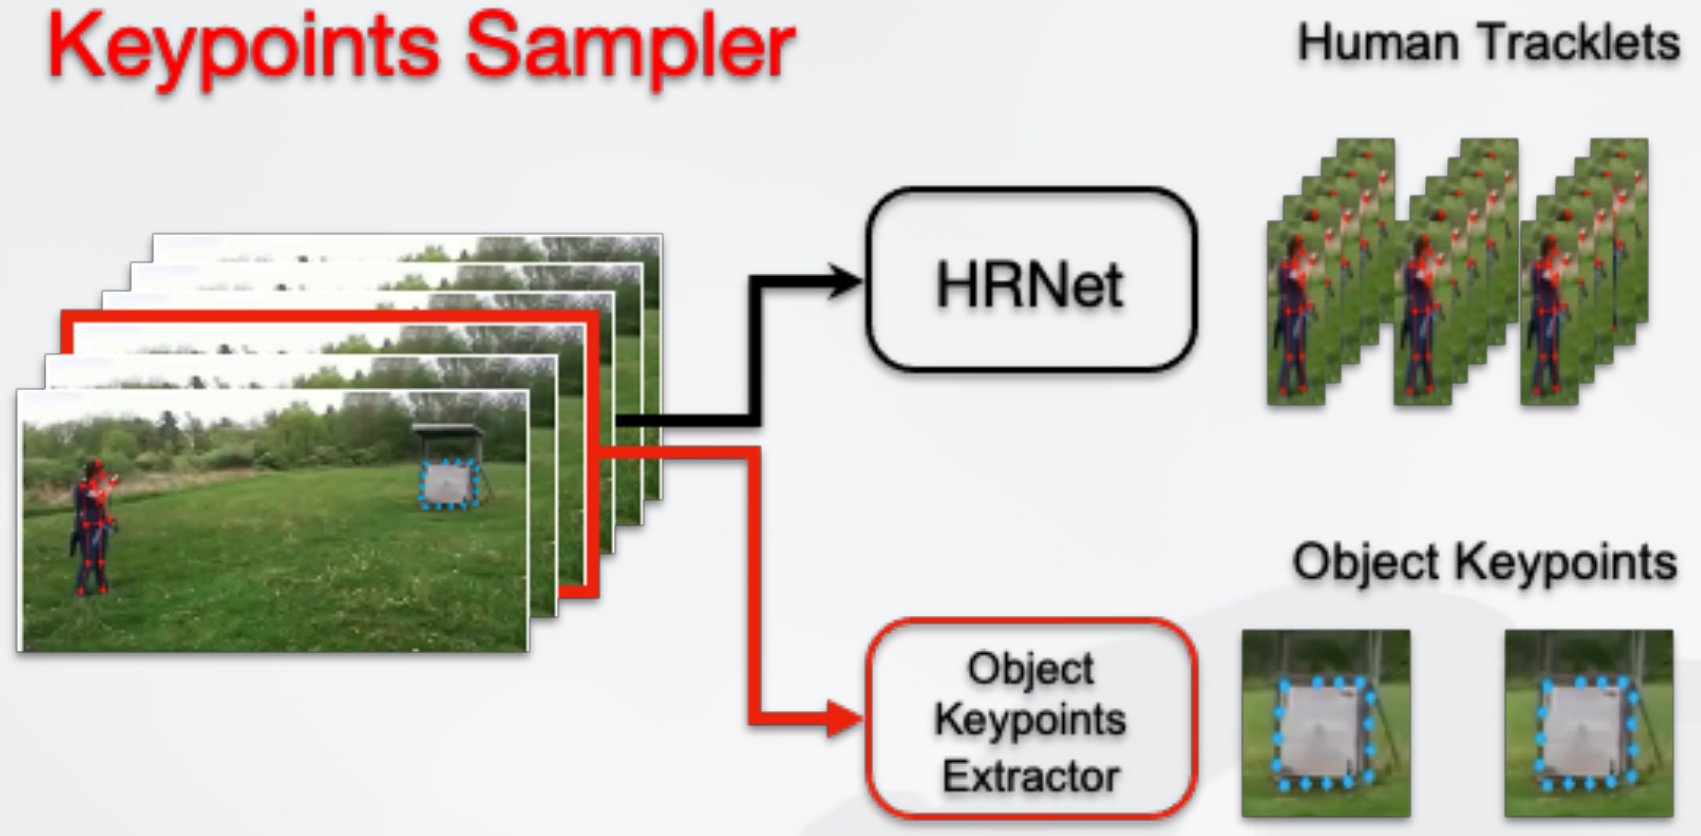 Keypoints Sampler
Human Tracklets
HRNet
Object Keypoints
Object
Keypoints
Extractor